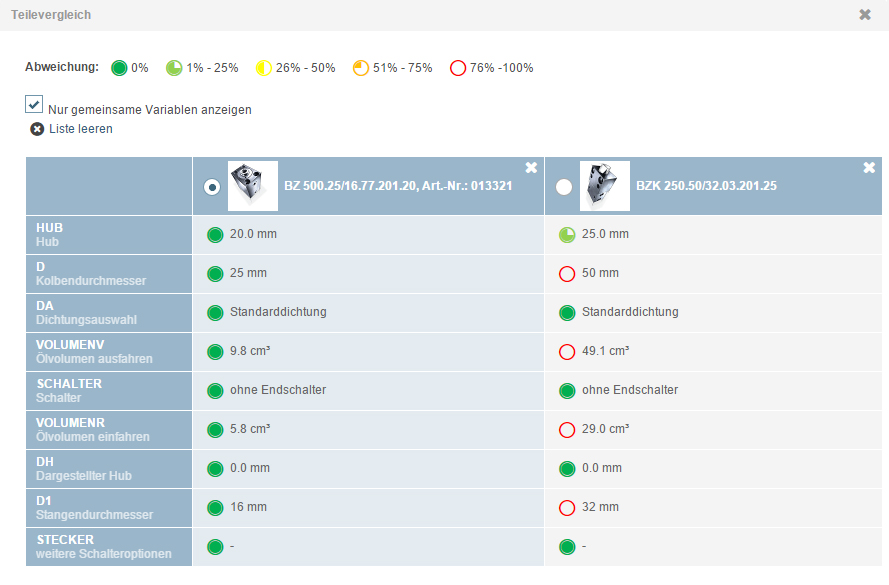 Teilevergleich
Abweichung: 0% 1% - 25% 26% - 50% 51% - 75% 76% -100%
Nur gemeinsame Variablen anzeigen
Liste leeren
BZ 500.25/16.77.201.20, Art.-Nr.: 013321 BZK 250.50/32.03.201.25
HUB
Hub 20.0 mm 25.0 mm
D
Kolbendurchmesser 25 mm 50 mm
DA
Dichtungsauswahl Standarddichtung Standarddichtung
VOLUMENV
Ölvolumen ausfahren 9.8 cm³ 49.1 cm³
SCHALTER
Schalter ohne Endschalter ohne Endschalter
VOLUMENR
Ölvolumen einfahren 5.8 cm³ 29.0 cm³
DH
Dargestellter Hub 0.0 mm 0.0 mm
D1
Stangendurchmesser 16 mm 32 mm
STECKER
weitere Schalteroptionen - -